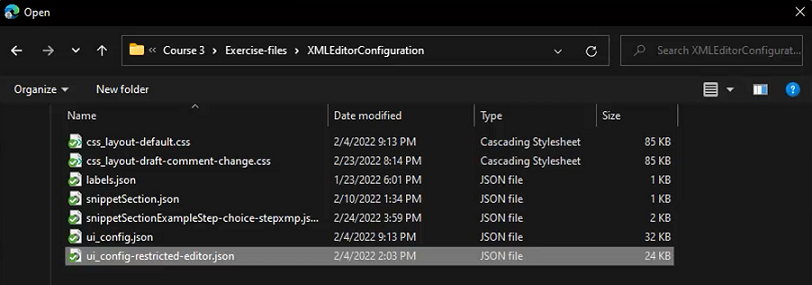 Open
« Course 3 > Exercise-files > XMLEditorConfiguration
Search XMLEditorConfigurat...
Organize New folder
Name Date modified Type Size
css_layout-default.css 2/4/2022 9:13 PM Cascading Stylesheet 85 KB
css_layout-draft-comment-change.css 2/23/2022 8:14 PM Cascading Stylesheet 85 KB
labels.json 1/23/2022 6:01 PM JSON file 1 KB
snippetSection.json 2/10/2022 1:34 PM JSON file 1 KB
snippetSectionExampleStep-choice-stepxmp.js... 2/24/2022 3:59 PM JSON file 2 KB
ui_config.json 2/4/2022 9:13 PM JSON file 32 KB
ui_config-restricted-editor.json 2/4/2022 2:03 PM JSON file 24 KB